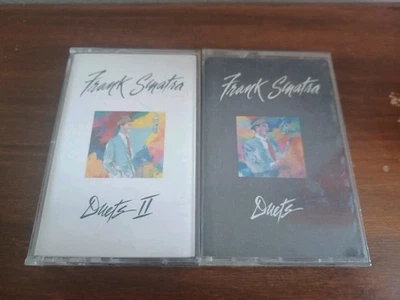 Frank Sinatra
Duets II
Frank Sinatra
Duets